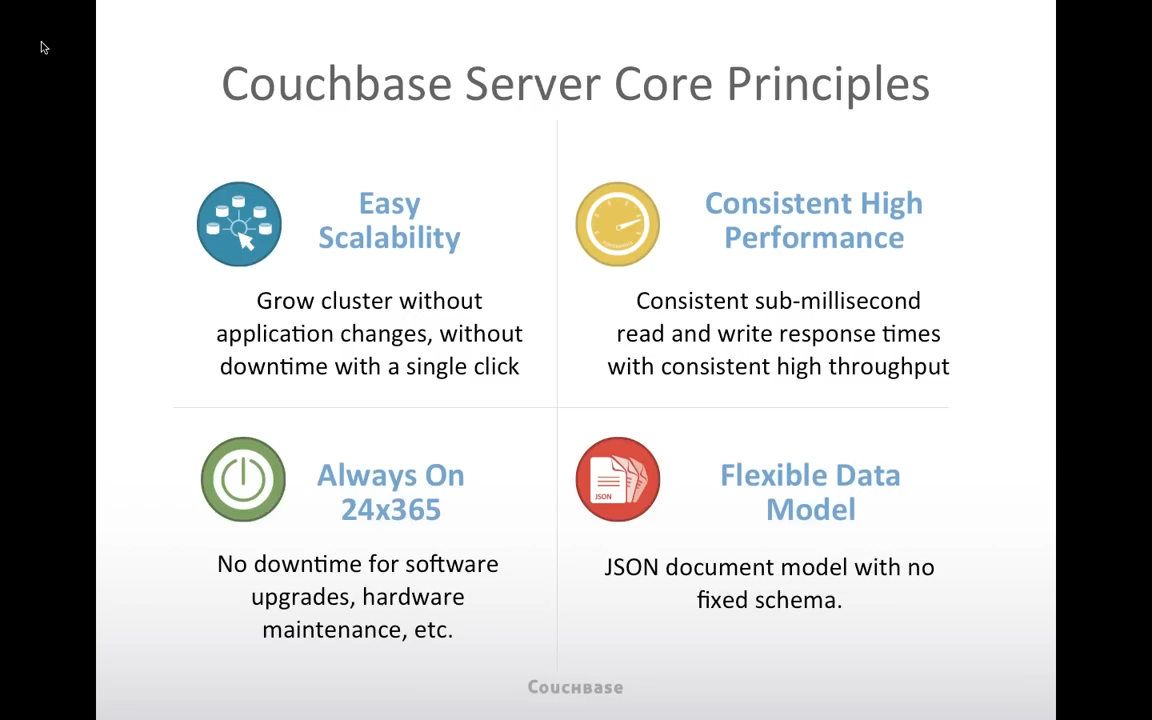 Couchbase Server Core Principles
Easy
Scalability
Grow cluster without
application changes, without
downtime with a single click
Consistent High
Performance
Consistent sub-millisecond
read and write response times
with consistent high throughput
Always On
24x365
No downtime for software
upgrades, hardware
maintenance, etc.
JSON
Flexible Data
Model
JSON document model with no
fixed schema.
Couchbase